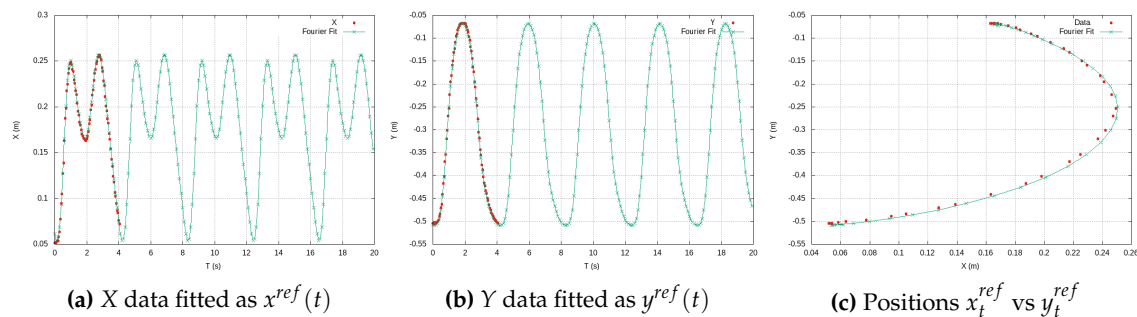 X
Fourier Fit
0.3
0.25
0.2
0.15
0.1
0.05
X (m)
0 2 4 6 8 10 12 14 16 18 20
T (s)
(a) X data fitted as x^{ref}(t)
Y
Fourier Fit
-0.05
-0.1
-0.15
-0.2
-0.25
-0.3
-0.35
-0.4
-0.45
-0.5
-0.55
Y (m)
0 2 4 6 8 10 12 14 16 18 20
T (s)
(b) Y data fitted as y^{ref}(t)
Data
Fourier Fit
-0.05
-0.1
-0.15
-0.2
-0.25
-0.3
-0.35
-0.4
-0.45
-0.5
-0.55
Y (m)
0.04 0.06 0.08 0.1 0.12 0.14 0.16 0.18 0.2 0.22 0.24 0.26
X (m)
(c) Positions x_t^{ref} vs y_t^{ref}